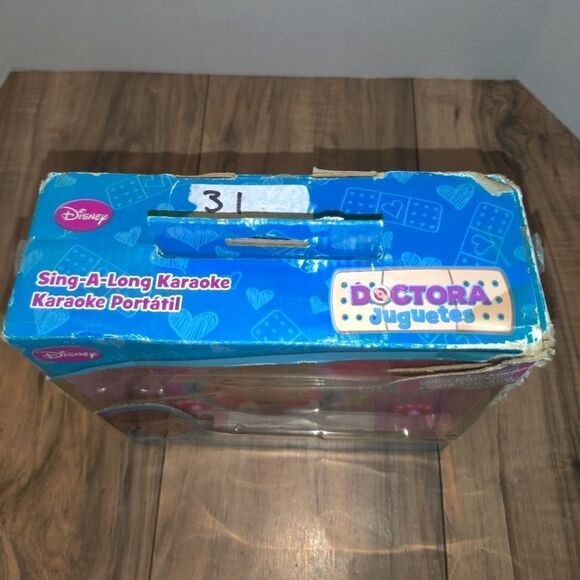 31
Disney
Sing-A-Long Karaoke
Karaoke Portátil
DOCTORA
Juguetes
Disney